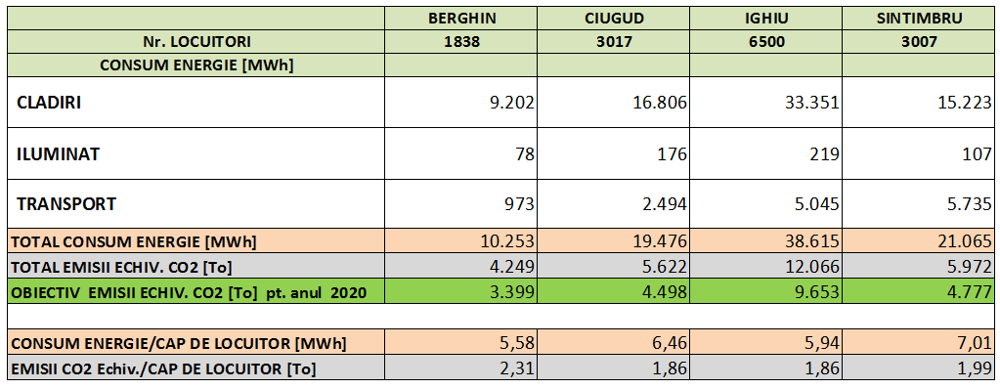 BERGHIN CIUGUD IGHIU SINTIMBRU
Nr. LOCUITORI 1838 3017 6500 3007
CONSUM ENERGIE [MWh]
CLADIRI 9.202 16.806 33.351 15.223
ILUMINAT 78 176 219 107
TRANSPORT 973 2.494 5.045 5.735
TOTAL CONSUM ENERGIE [MWh] 10.253 19.476 38.615 21.065
TOTAL EMISII ECHIV. CO2 [To] 4.249 5.622 12.066 5.972
OBIECTIV EMISII ECHIV. CO2 [To] pt. anul 2020 3.399 4.498 9.653 4.777
CONSUM ENERGIE/CAP DE LOCUITOR [MWh] 5,58 6,46 5,94 7,01
EMISII CO2 Echiv./CAP DE LOCUITOR [To] 2,31 1,86 1,86 1,99